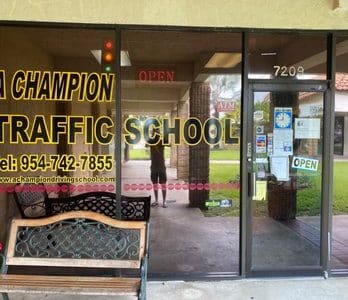 A CHAMPION
OPEN
7209
TRAFFIC SCHOOL
Tel: 954-742-7855
www.achampiondrivingschool.com
OPEN